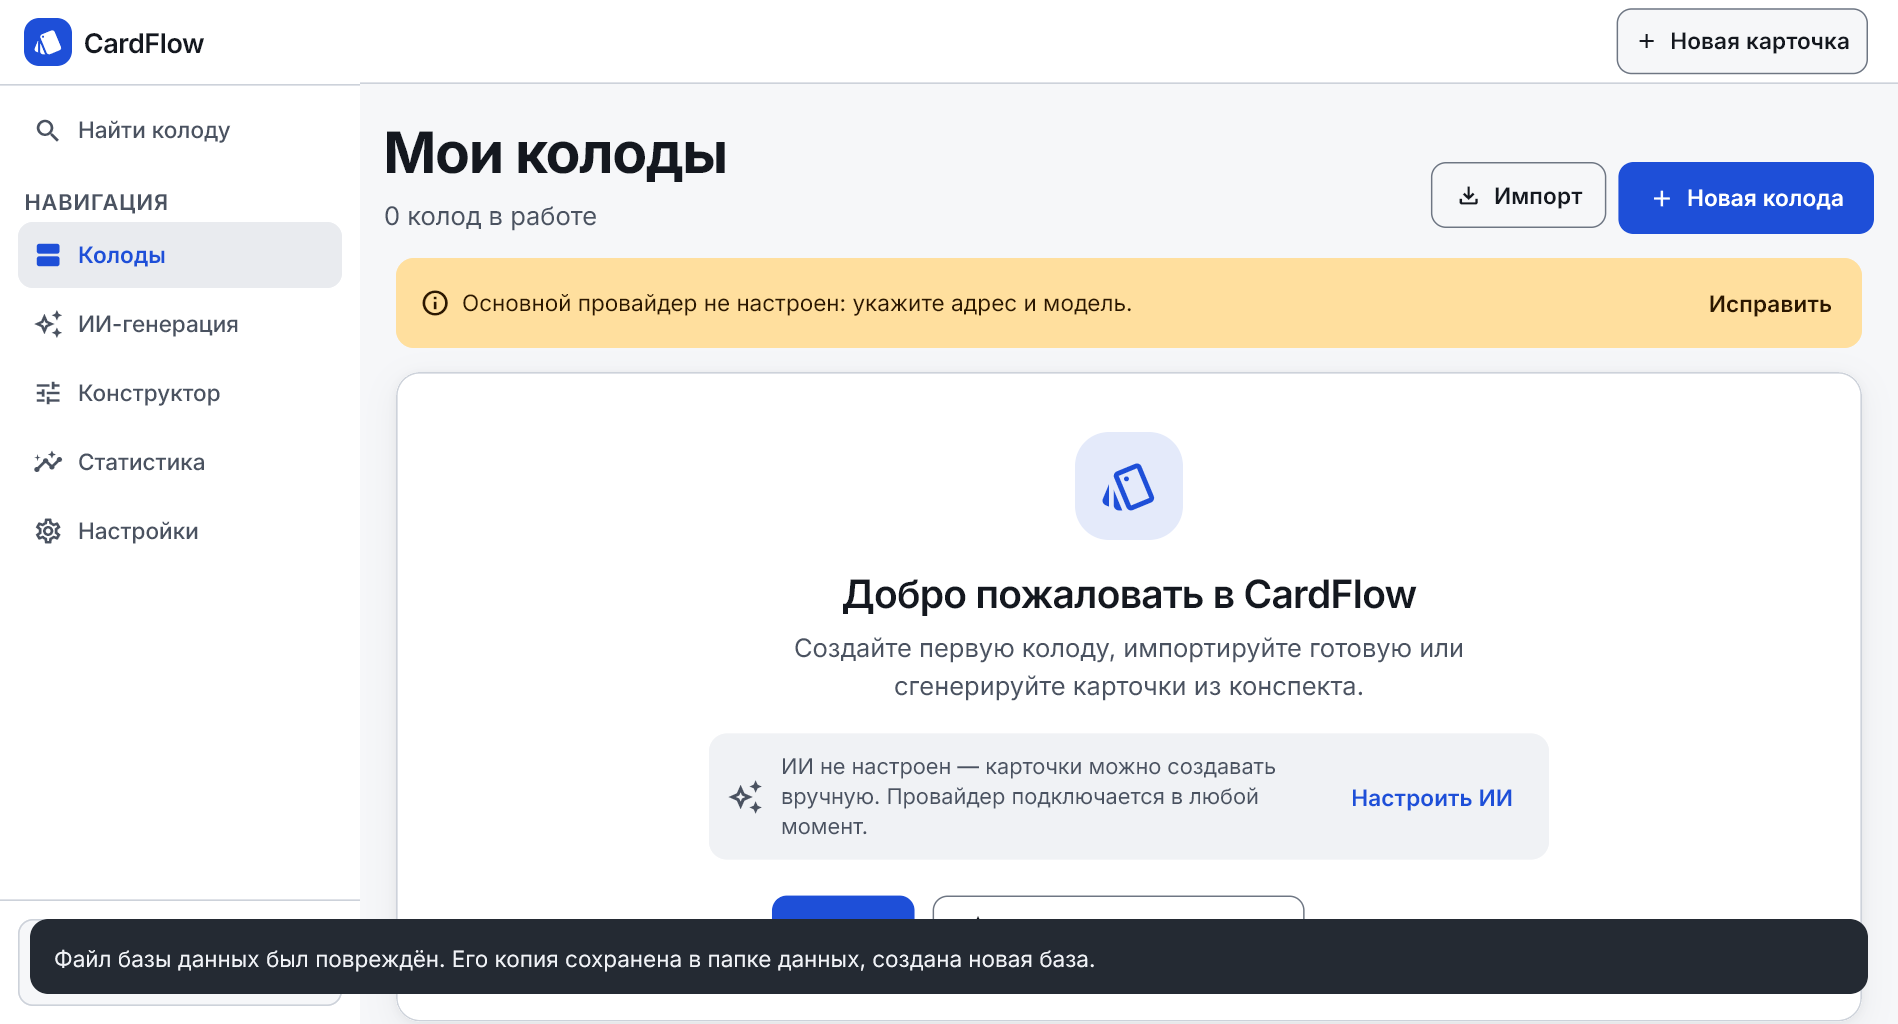 CardFlow
Новая карточка
Найти колоду
НАВИГАЦИЯ
Колоды
ИИ-генерация
Конструктор
Статистика
Настройки
Мои колоды
0 колод в работе
Импорт
Новая колода
Основной провайдер не настроен: укажите адрес и модель.
Исправить
Добро пожаловать в CardFlow
Создайте первую колоду, импортируйте готовую или
сгенерируйте карточки из конспекта.
ИИ не настроен — карточки можно создавать
вручную. Провайдер подключается в любой
момент.
Настроить ИИ
Файл базы данных был повреждён. Его копия сохранена в папке данных, создана новая база.